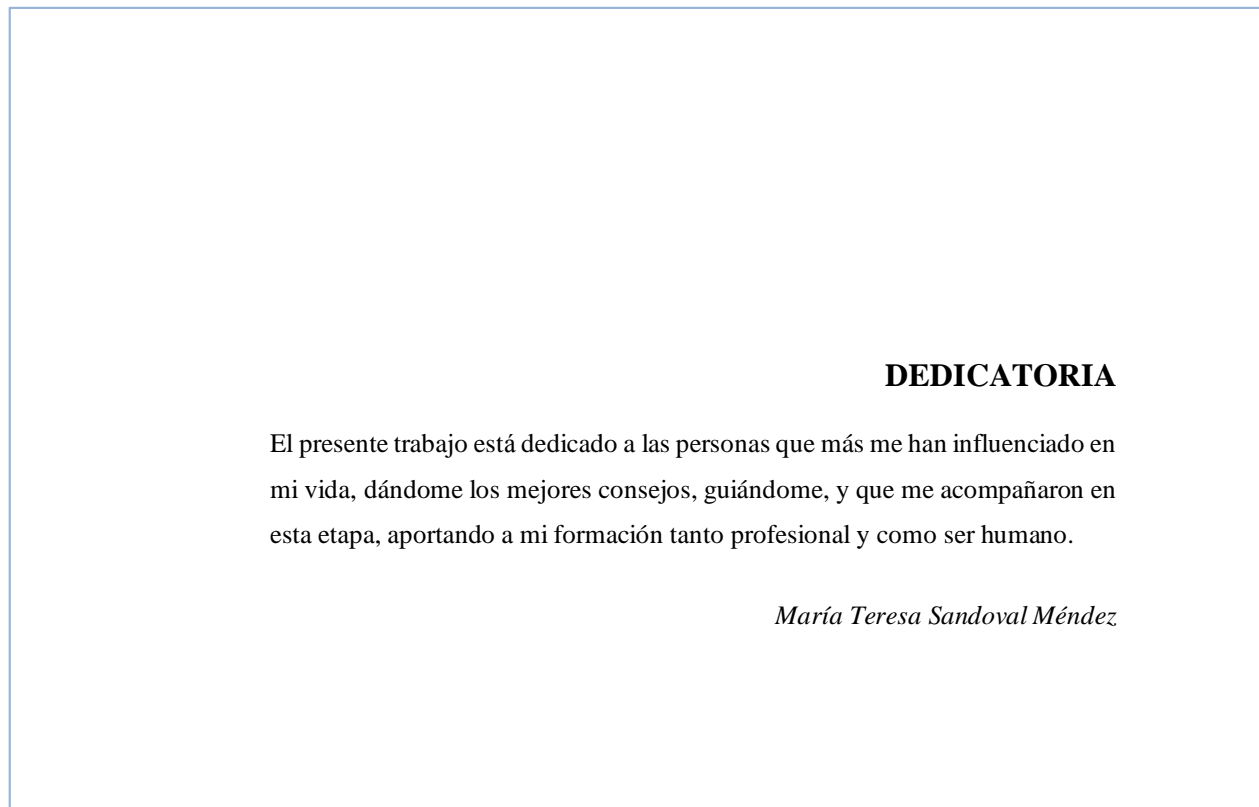 DEDICATORIA
El presente trabajo está dedicado a las personas que más me han influenciado en
mi vida, dándome los mejores consejos, guiándome, y que me acompañaron en
esta etapa, aportando a mi formación tanto profesional y como ser humano.
María Teresa Sandoval Méndez